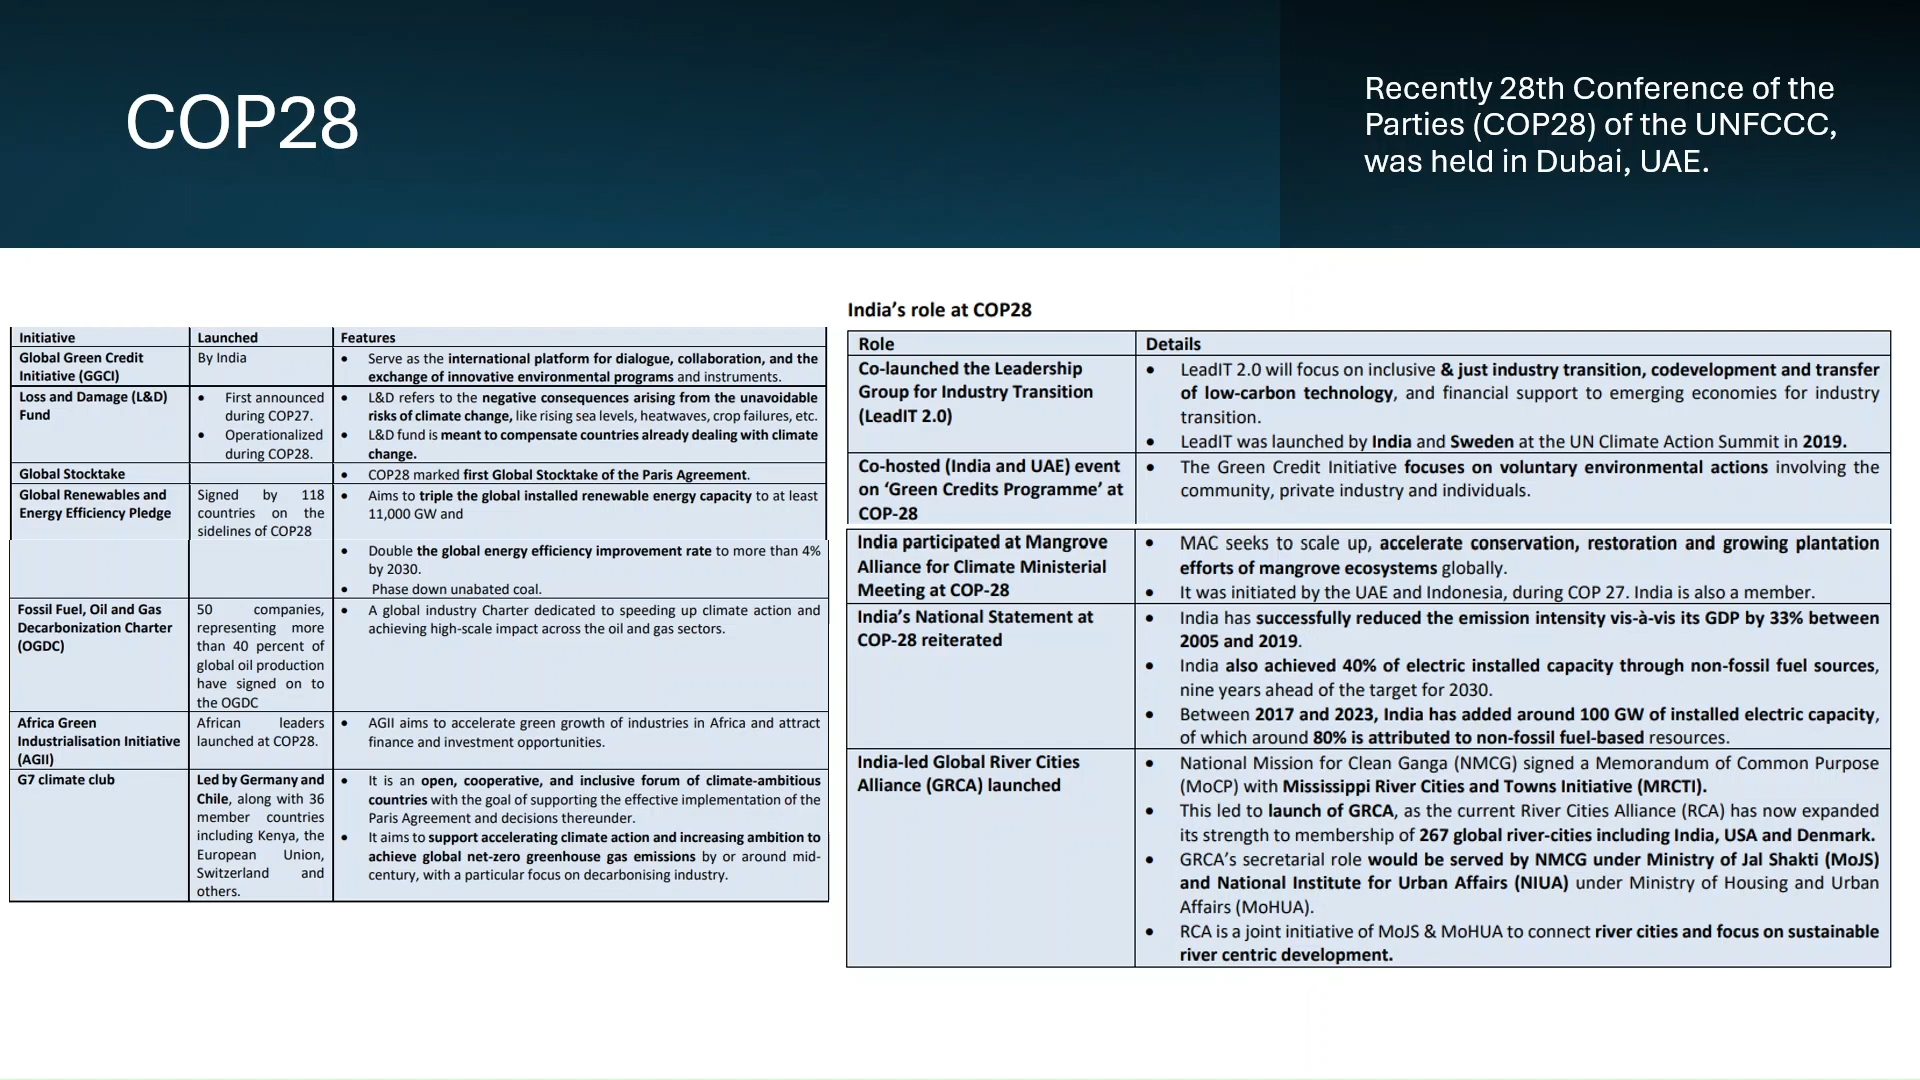 COP28
Recently 28th Conference of the
Parties (COP28) of the UNFCCC,
was held in Dubai, UAE.
Initiative
Launched
Features
Global Green Credit
Initiative (GGCI)
By India
• Serve as the international platform for dialogue, collaboration, and the
exchange of innovative environmental programs and instruments.
Loss and Damage (L&D)
Fund
• First announced
during COP27.
• Operationalized
during COP28.
• L&D refers to the negative consequences arising from the unavoidable
risks of climate change, like rising sea levels, heatwaves, crop failures, etc.
• L&D fund is meant to compensate countries already dealing with climate
change.
Global Stocktake
• COP28 marked first Global Stocktake of the Paris Agreement.
Global Renewables and
Energy Efficiency Pledge
Signed by 118
countries on the
sidelines of COP28
• Aims to triple the global installed renewable energy capacity to at least
11,000 GW and
• Double the global energy efficiency improvement rate to more than 4%
by 2030.
• Phase down unabated coal.
Fossil Fuel, Oil and Gas
Decarbonization Charter
(OGDC)
50 companies,
representing more
than 40 percent of
global oil production
have signed on to
the OGDC
• A global industry Charter dedicated to speeding up climate action and
achieving high-scale impact across the oil and gas sectors.
Africa Green
Industrialisation Initiative
(AGII)
African leaders
launched at COP28.
• AGII aims to accelerate green growth of industries in Africa and attract
finance and investment opportunities.
G7 climate club
Led by Germany and
Chile, along with 36
member countries
including Kenya, the
European Union,
Switzerland and
others.
• It is an open, cooperative, and inclusive forum of climate-ambitious
countries with the goal of supporting the effective implementation of the
Paris Agreement and decisions thereunder.
• It aims to support accelerating climate action and increasing ambition to
achieve global net-zero greenhouse gas emissions by or around mid-
century, with a particular focus on decarbonising industry.
India's role at COP28
Role
Details
Co-launched the Leadership
Group for Industry Transition
(LeadIT 2.0)
• LeadIT 2.0 will focus on inclusive & just industry transition, codevelopment and transfer
of low-carbon technology, and financial support to emerging economies for industry
transition.
• LeadIT was launched by India and Sweden at the UN Climate Action Summit in 2019.
Co-hosted (India and UAE) event
on ‘Green Credits Programme’ at
COP-28
• The Green Credit Initiative focuses on voluntary environmental actions involving the
community, private industry and individuals.
India participated at Mangrove
Alliance for Climate Ministerial
Meeting at COP-28
• MAC seeks to scale up, accelerate conservation, restoration and growing plantation
efforts of mangrove ecosystems globally.
• It was initiated by the UAE and Indonesia, during COP 27. India is also a member.
India's National Statement at
COP-28 reiterated
• India has successfully reduced the emission intensity vis-à-vis its GDP by 33% between
2005 and 2019.
• India also achieved 40% of electric installed capacity through non-fossil fuel sources,
nine years ahead of the target for 2030.
• Between 2017 and 2023, India has added around 100 GW of installed electric capacity,
of which around 80% is attributed to non-fossil fuel-based resources.
India-led Global River Cities
Alliance (GRCA) launched
• National Mission for Clean Ganga (NMCG) signed a Memorandum of Common Purpose
(MoCP) with Mississippi River Cities and Towns Initiative (MRCTI).
• This led to launch of GRCA, as the current River Cities Alliance (RCA) has now expanded
its strength to membership of 267 global river-cities including India, USA and Denmark.
• GRCA's secretarial role would be served by NMCG under Ministry of Jal Shakti (MoJS)
and National Institute for Urban Affairs (NIUA) under Ministry of Housing and Urban
Affairs (MoHUA).
• RCA is a joint initiative of MoJS & MoHUA to connect river cities and focus on sustainable
river centric development.